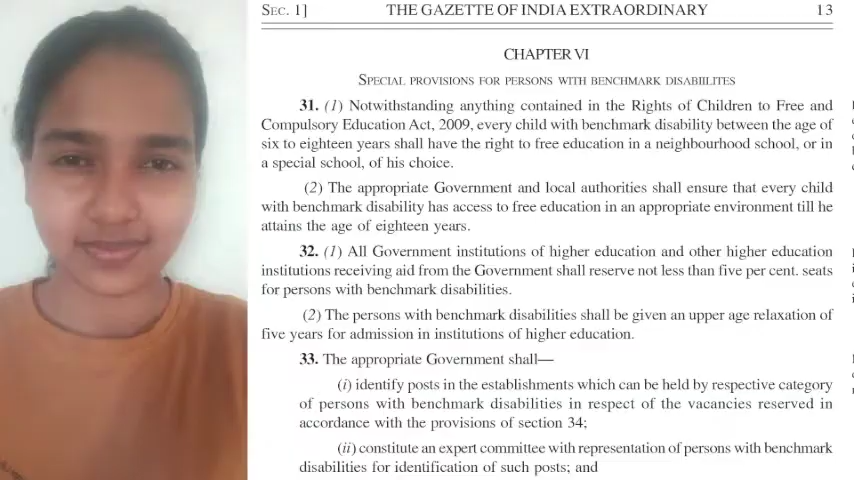 SEC. 1] THE GAZETTE OF INDIA EXTRAORDINARY 13
CHAPTER VI
SPECIAL PROVISIONS FOR PERSONS WITH BENCHMARK DISABIILITES
31. (1) Notwithstanding anything contained in the Rights of Children to Free and
Compulsory Education Act, 2009, every child with benchmark disability between the age of
six to eighteen years shall have the right to free education in a neighbourhood school, or in
a special school, of his choice.
(2) The appropriate Government and local authorities shall ensure that every child
with benchmark disability has access to free education in an appropriate environment till he
attains the age of eighteen years.
32. (1) All Government institutions of higher education and other higher education
institutions receiving aid from the Government shall reserve not less than five per cent. seats
for persons with benchmark disabilities.
(2) The persons with benchmark disabilities shall be given an upper age relaxation of
five years for admission in institutions of higher education.
33. The appropriate Government shall—
(i) identify posts in the establishments which can be held by respective category
of persons with benchmark disabilities in respect of the vacancies reserved in
accordance with the provisions of section 34;
(ii) constitute an expert committee with representation of persons with benchmark
disabilities for identification of such posts; and